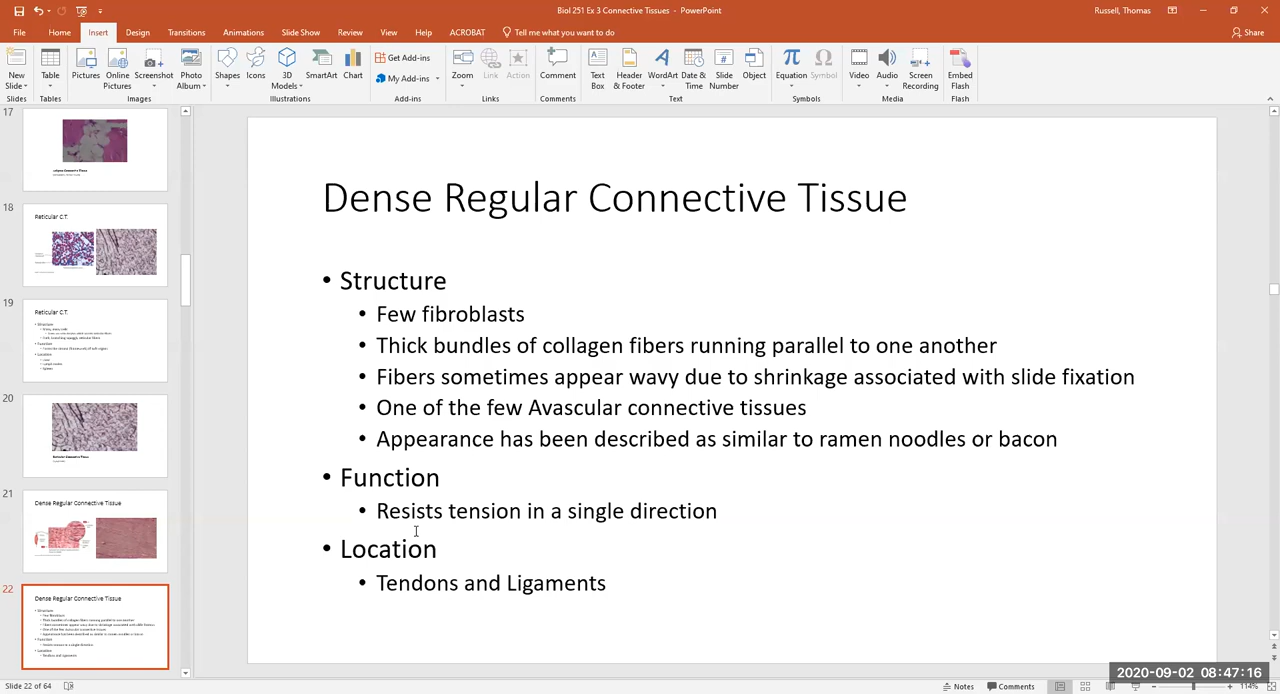 Biol 251 Ex 3 Connective Tissues - PowerPoint
Russell, Thomas
File Home Insert Design Transitions Animations Slide Show Review View Help ACROBAT Tell me what you want to do
Share
New Slide
Table
Pictures
Online Pictures
Screenshot
Photo Album
Shapes
Icons
3D Models
SmartArt
Chart
Get Add-ins
My Add-ins
Zoom
Link
Action
Comment
Text Box
Header & Footer
WordArt
Date & Time
Slide Number
Object
Equation
Symbol
Video
Audio
Screen Recording
Embed Flash
Slides Tables Images Illustrations Add-ins Links Comments Text Symbols Media Flash
17
18
Reticular C.T.
19
Reticular C.T.
20
21
Dense Regular Connective Tissue
22
Dense Regular Connective Tissue
Dense Regular Connective Tissue
• Structure
• Few fibroblasts
• Thick bundles of collagen fibers running parallel to one another
• Fibers sometimes appear wavy due to shrinkage associated with slide fixation
• One of the few Avascular connective tissues
• Appearance has been described as similar to ramen noodles or bacon
• Function
• Resists tension in a single direction
• Location
• Tendons and Ligaments
2020-09-02 08:47:16
Slide 22 of 64
Notes Comments 114%